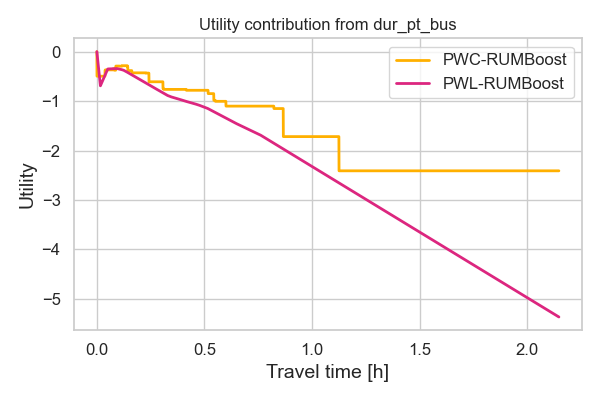 Utility contribution from dur_pt_bus
PWC-RUMBoost
PWL-RUMBoost
Utility
0
−1
−2
−3
−4
−5
0.0 0.5 1.0 1.5 2.0
Travel time [h]